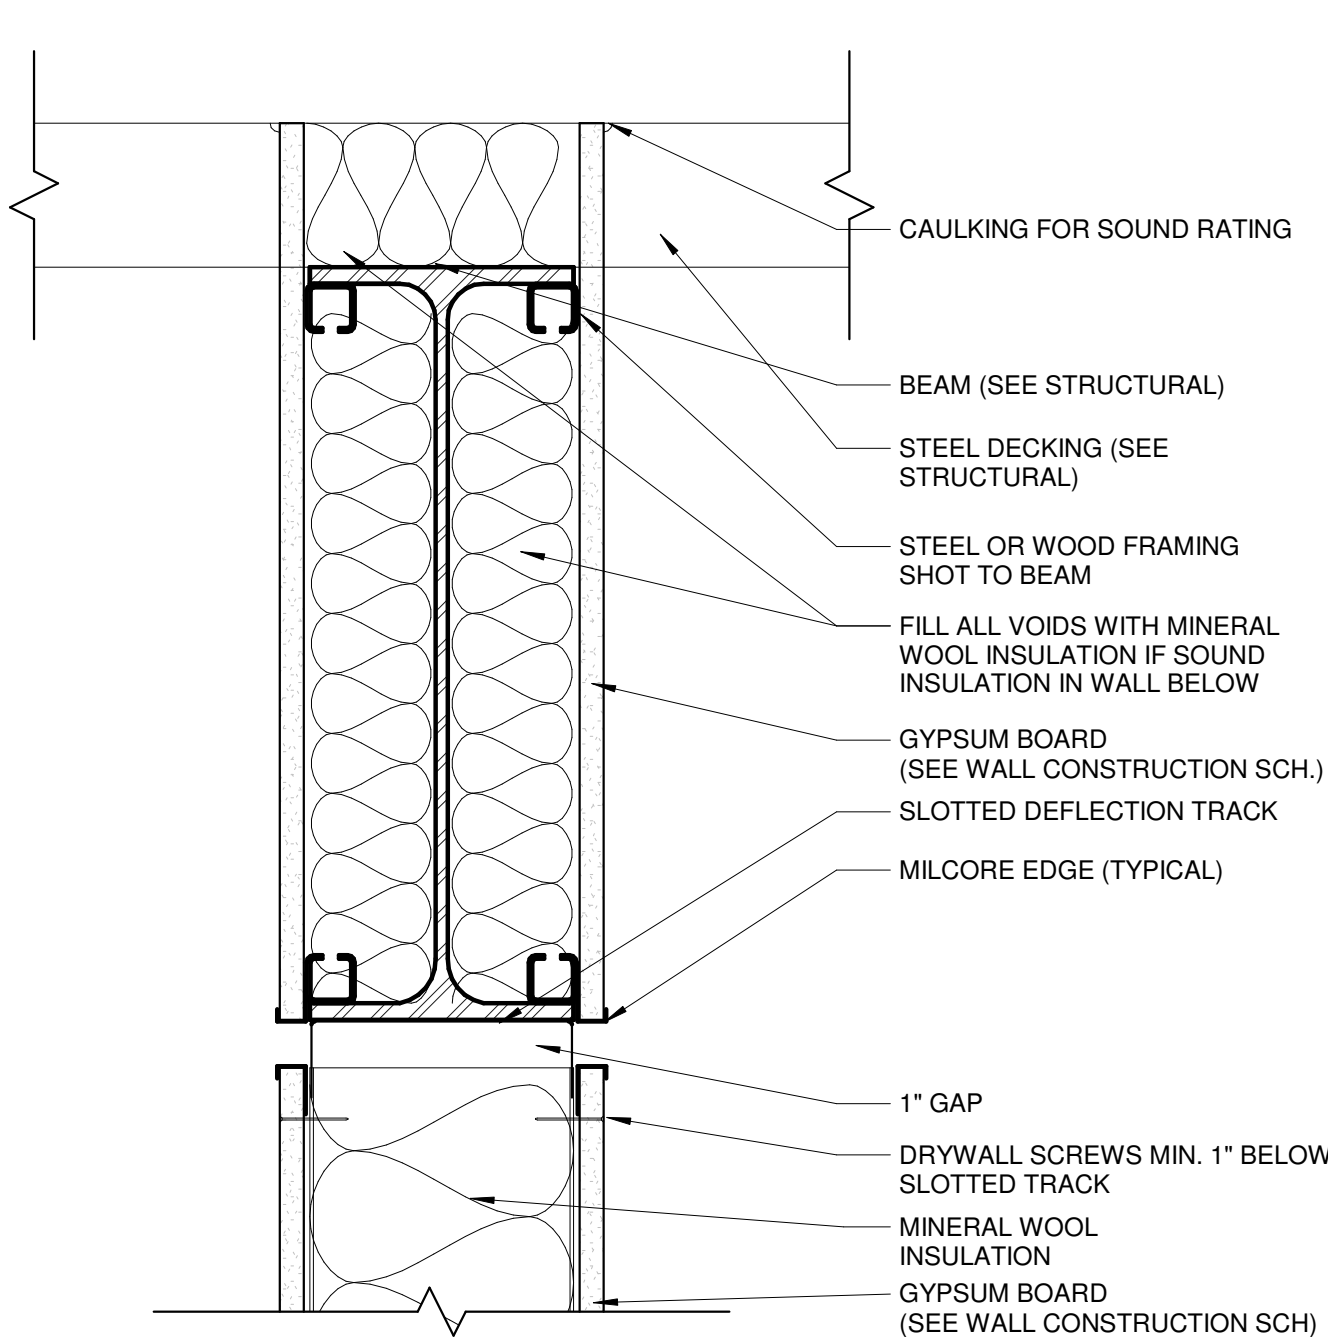 CAULKING FOR SOUND RATING
BEAM (SEE STRUCTURAL)
STEEL DECKING (SEE
STRUCTURAL)
STEEL OR WOOD FRAMING
SHOT TO BEAM
FILL ALL VOIDS WITH MINERAL
WOOL INSULATION IF SOUND
INSULATION IN WALL BELOW
GYPSUM BOARD
(SEE WALL CONSTRUCTION SCH.)
SLOTTED DEFLECTION TRACK
MILCORE EDGE (TYPICAL)
1" GAP
DRYWALL SCREWS MIN. 1" BELOW
SLOTTED TRACK
MINERAL WOOL
INSULATION
GYPSUM BOARD
(SEE WALL CONSTRUCTION SCH)